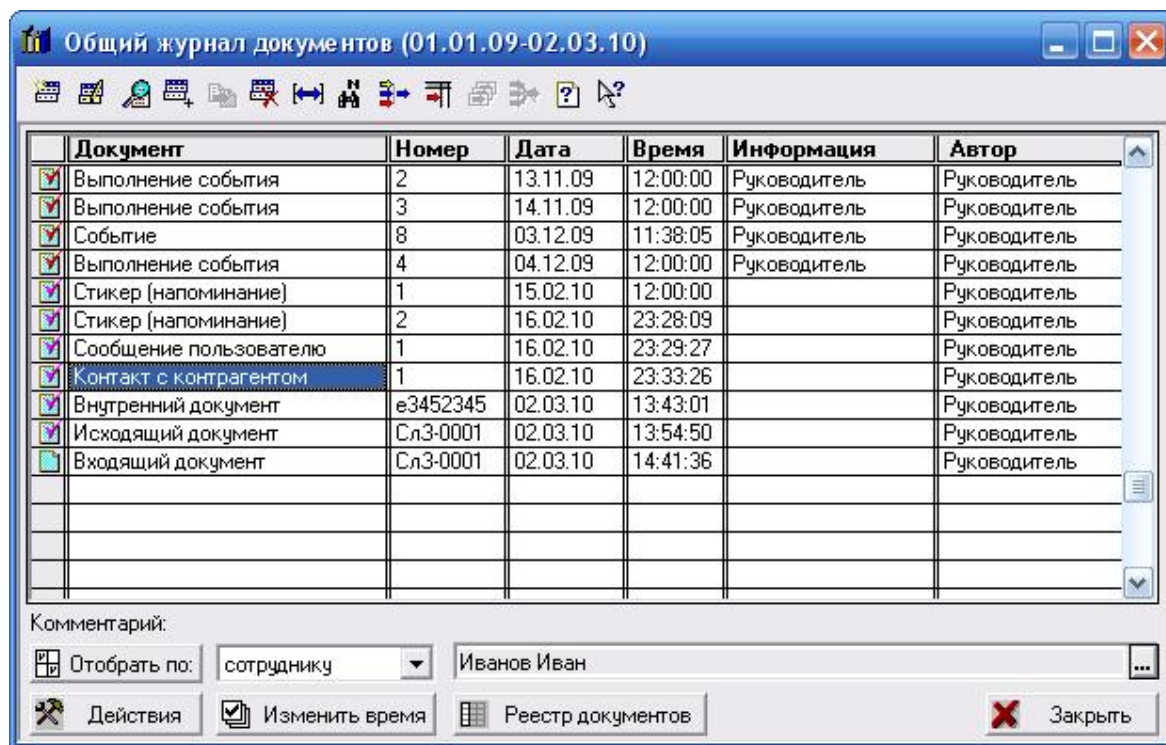 Общий журнал документов (01.01.09-02.03.10)
Документ Номер Дата Время Информация Автор
Выполнение события 2 13.11.09 12:00:00 Руководитель Руководитель
Выполнение события 3 14.11.09 12:00:00 Руководитель Руководитель
Событие 8 03.12.09 11:38:05 Руководитель Руководитель
Выполнение события 4 04.12.09 12:00:00 Руководитель Руководитель
Стикер (напоминание) 1 15.02.10 12:00:00 Руководитель
Стикер (напоминание) 2 16.02.10 23:28:09 Руководитель
Сообщение пользователю 1 16.02.10 23:29:27 Руководитель
Контакт с контрагентом 1 16.02.10 23:33:26 Руководитель
Внутренний документ е3452345 02.03.10 13:43:01 Руководитель
Исходящий документ СлЗ-0001 02.03.10 13:54:50 Руководитель
Входящий документ СлЗ-0001 02.03.10 14:41:36 Руководитель
Комментарий:
Отобрать по: сотруднику Иванов Иван ...
Действия Изменить время Реестр документов Закрыть